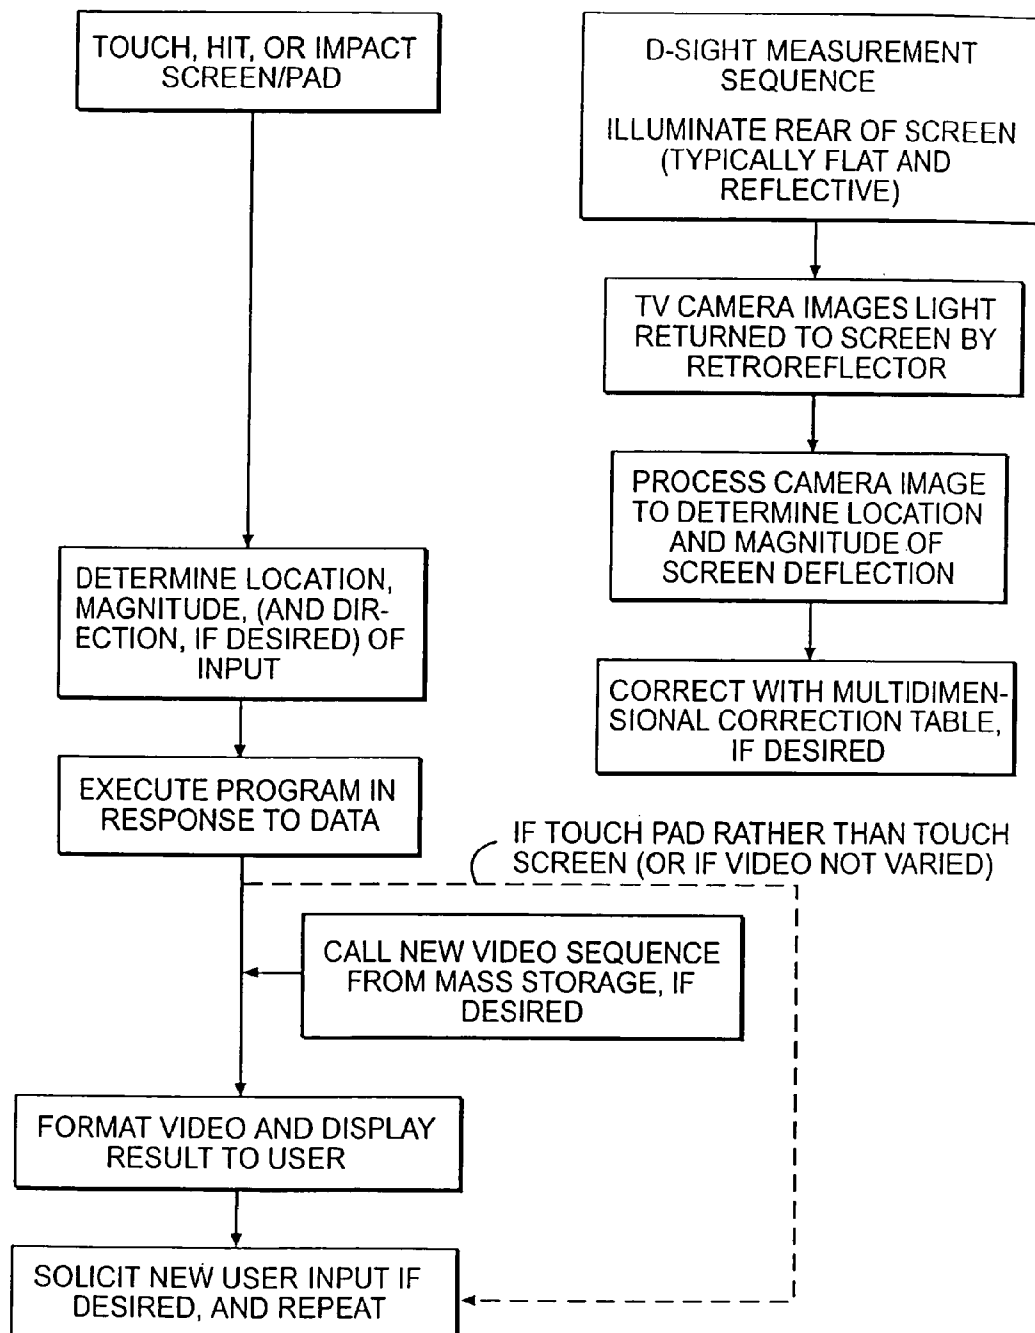 TOUCH, HIT, OR IMPACT
SCREEN/PAD
DETERMINE LOCATION,
MAGNITUDE, (AND DIR-
ECTION, IF DESIRED) OF
INPUT
EXECUTE PROGRAM IN
RESPONSE TO DATA
IF TOUCH PAD RATHER THAN TOUCH
SCREEN (OR IF VIDEO NOT VARIED)
CALL NEW VIDEO SEQUENCE
FROM MASS STORAGE, IF
DESIRED
FORMAT VIDEO AND DISPLAY
RESULT TO USER
SOLICIT NEW USER INPUT IF
DESIRED, AND REPEAT
D-SIGHT MEASUREMENT
SEQUENCE
ILLUMINATE REAR OF SCREEN
(TYPICALLY FLAT AND
REFLECTIVE)
TV CAMERA IMAGES LIGHT
RETURNED TO SCREEN BY
RETROREFLECTOR
PROCESS CAMERA IMAGE
TO DETERMINE LOCATION
AND MAGNITUDE OF
SCREEN DEFLECTION
CORRECT WITH MULTIDIMEN-
SIONAL CORRECTION TABLE,
IF DESIRED